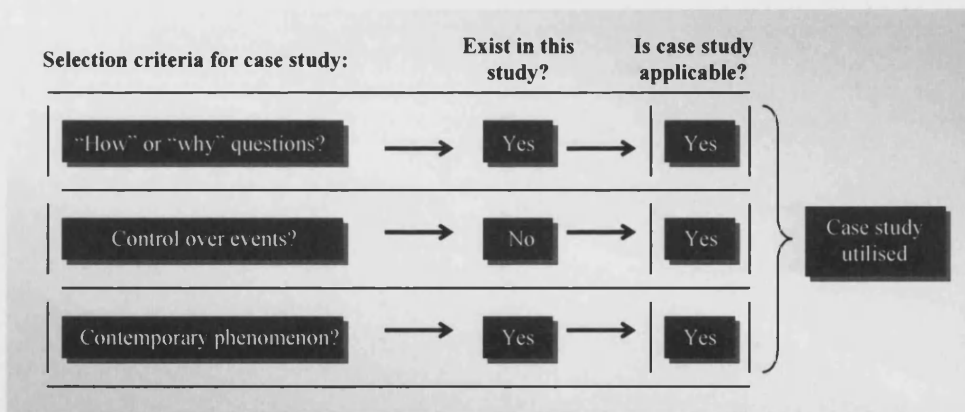 Selection criteria for case study:
Exist in this
study?
Is case study
applicable?
"How" or "why" questions?
Yes
Yes
Control over events?
No
Yes
Contemporary phenomenon?
Yes
Yes
Case study
utilised